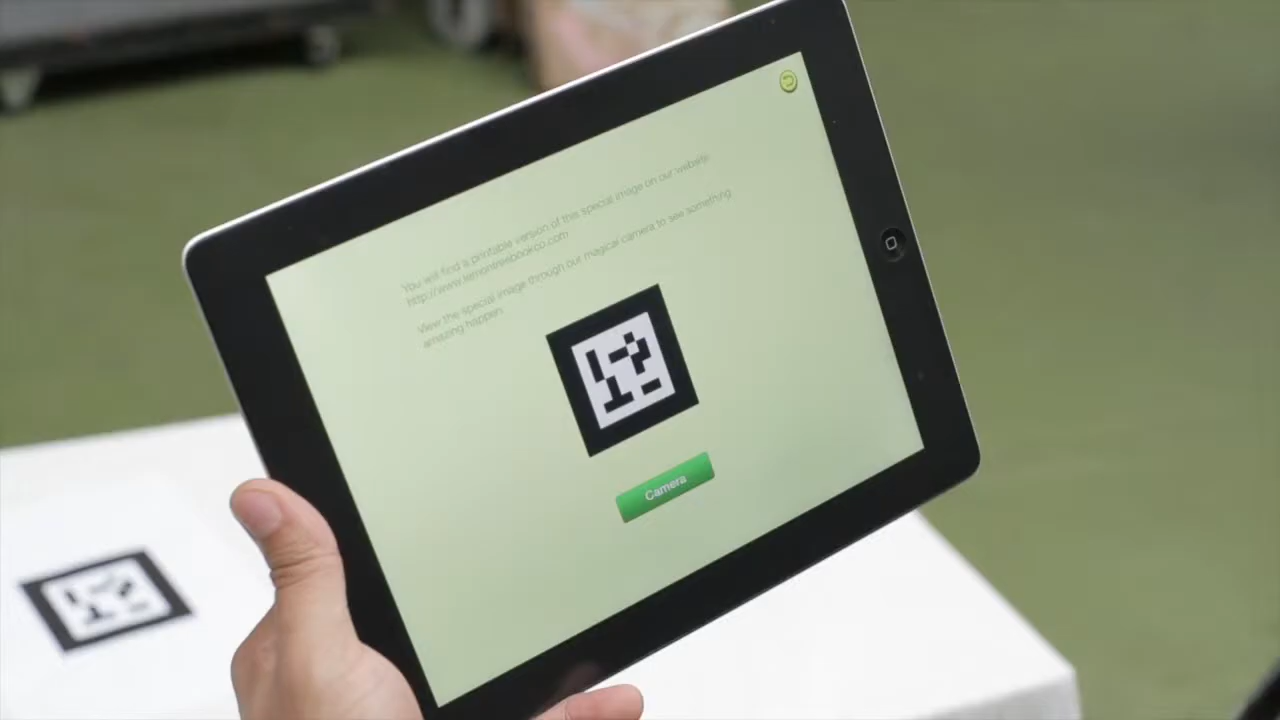 You will find a printable version of this special image on our website.
http://www.lemontreebookco.com
View the special image through our magical camera to see something
amazing happen.
Camera